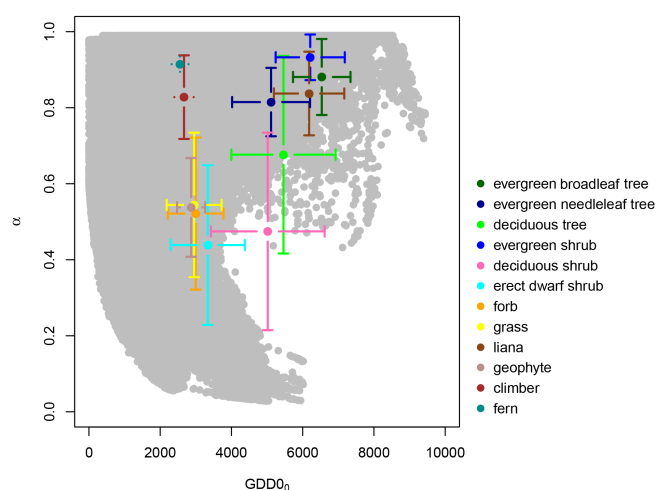 1.0
0.8
0.6
0.4
0.2
0.0
α
0 2000 4000 6000 8000 10000
GDD0₀
evergreen broadleaf tree
evergreen needleleaf tree
deciduous tree
evergreen shrub
deciduous shrub
erect dwarf shrub
forb
grass
liana
geophyte
climber
fern